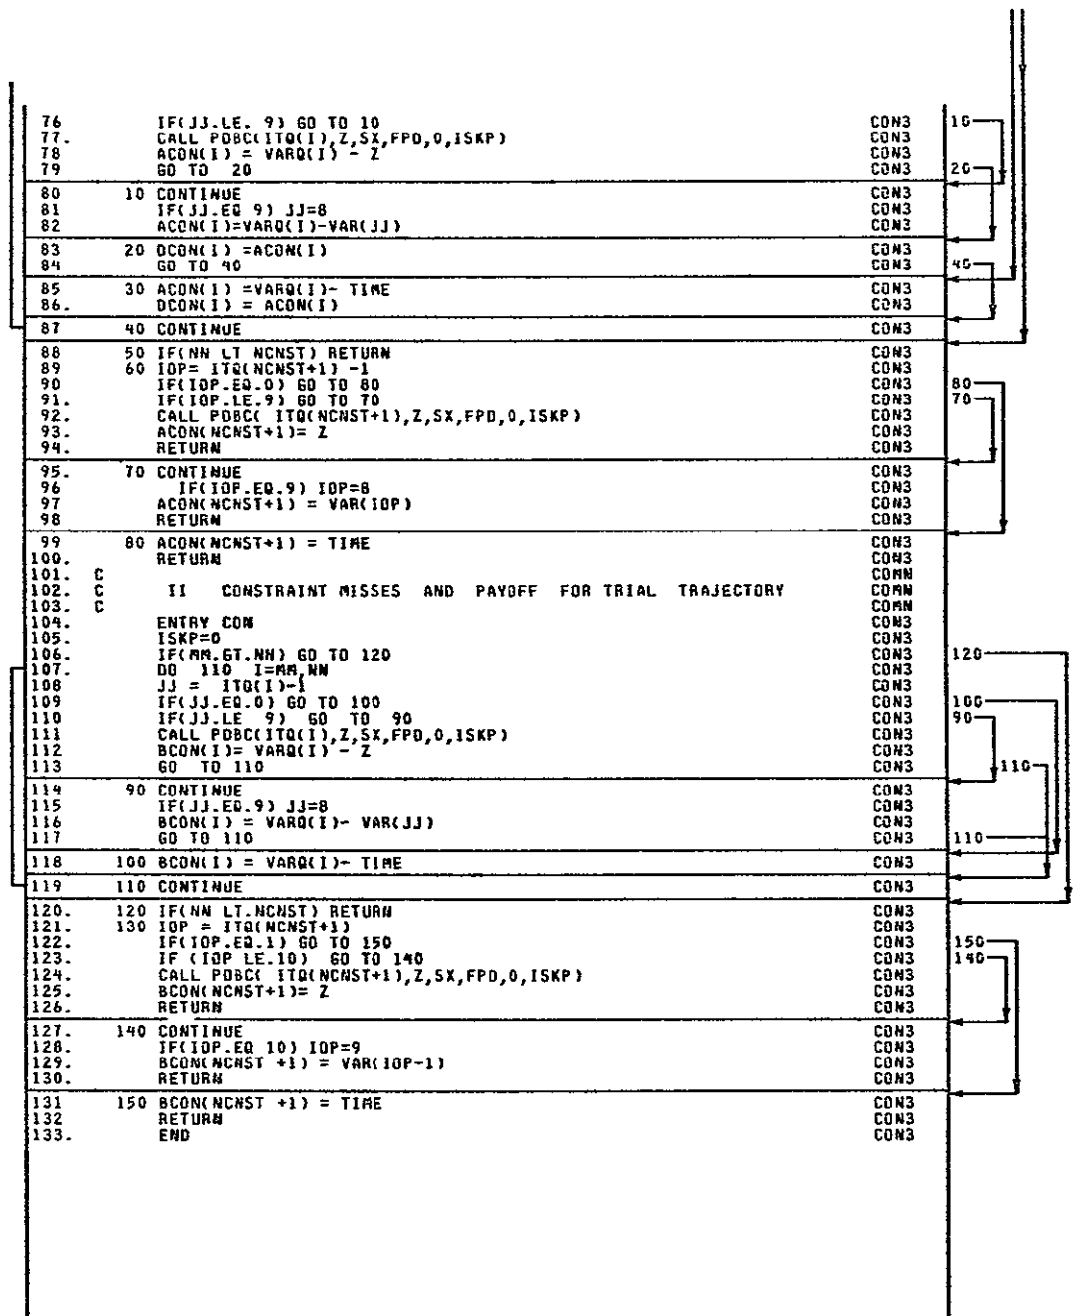 76 IF(JJ.LE. 9) GO TO 10 CON3 10
77. CALL POBC(ITQ(I),Z,SX,FPD,0,ISKP) CON3
78 ACON(I) = VARQ(I) - Z CON3
79 GO TO 20 CON3 20
80 10 CONTINUE CON3
81 IF(JJ.EQ 9) JJ=8 CON3
82 ACON(I)=VARQ(I)-VAR(JJ) CON3
83 20 DCON(I) =ACON(I) CON3
84 GO TO 40 CON3 40
85 30 ACON(I) =VARQ(I)- TIME CON3
86. DCON(I) = ACON(I) CON3
87 40 CONTINUE CON3
88 50 IF(NN LT NCNST) RETURN CON3
89 60 IOP= ITQ(NCNST+1) -1 CON3
90 IF(IOP.EQ.0) GO TO 80 CON3 80
91. IF(IOP.LE.9) GO TO 70 CON3 70
92. CALL POBC( ITQ(NCNST+1),Z,SX,FPD,0,ISKP) CON3
93. ACON(NCNST+1)= Z CON3
94. RETURN CON3
95. 70 CONTINUE CON3
96 IF(IOP.EQ.9) IOP=8 CON3
97 ACON(NCNST+1) = VAR(IOP) CON3
98 RETURN CON3
99 80 ACON(NCNST+1) = TIME CON3
100. RETURN CON3
101. C COMN
102. C II CONSTRAINT MISSES AND PAYOFF FOR TRIAL TRAJECTORY COMN
103. C COMN
104. ENTRY CON CON3
105. ISKP=0 CON3
106. IF(MM.GT.NN) GO TO 120 CON3 120
107. DO 110 I=MM,NN CON3
108 JJ = ITQ(I)-1 CON3
109 IF(JJ.EQ.0) GO TO 100 CON3 100
110 IF(JJ.LE 9) GO TO 90 CON3 90
111 CALL POBC(ITQ(I),Z,SX,FPD,0,ISKP) CON3
112 BCON(I)= VARQ(I) - Z CON3
113 GO TO 110 CON3 110
114 90 CONTINUE CON3
115 IF(JJ.EQ.9) JJ=8 CON3
116 BCON(I) = VARQ(I)- VAR(JJ) CON3
117 GO TO 110 CON3 110
118 100 BCON(I) = VARQ(I)- TIME CON3
119 110 CONTINUE CON3
120. 120 IF(NN LT.NCNST) RETURN CON3
121. 130 IOP = ITQ(NCNST+1) CON3
122. IF(IOP.EQ.1) GO TO 150 CON3 150
123. IF (IOP LE.10) GO TO 140 CON3 140
124. CALL POBC( ITQ(NCNST+1),Z,SX,FPD,0,ISKP) CON3
125. BCON(NCNST+1)= Z CON3
126. RETURN CON3
127. 140 CONTINUE CON3
128. IF(IOP.EQ 10) IOP=9 CON3
129. BCON(NCNST +1) = VAR(IOP-1) CON3
130. RETURN CON3
131 150 BCON(NCNST +1) = TIME CON3
132 RETURN CON3
133. END CON3